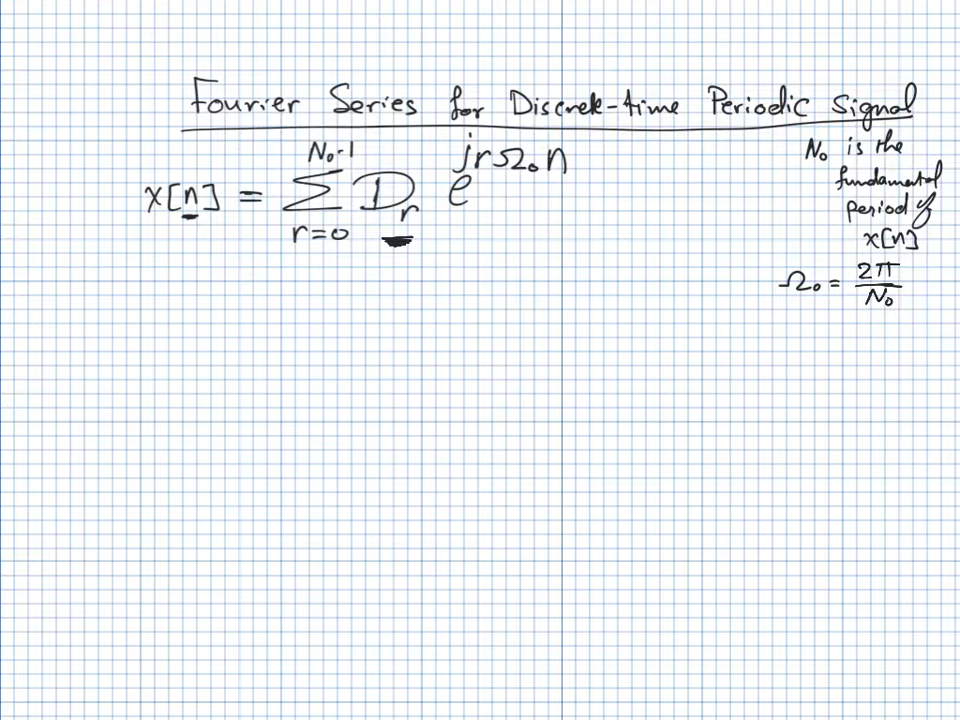 Fourier Series for Discrete-time Periodic Signal
x[n] = \sum_{r=0}^{N₀-1} D_r e^{jrΩ₀n}
N₀ is the
fundamental
period of
x[n]
Ω₀ = 2π/N₀